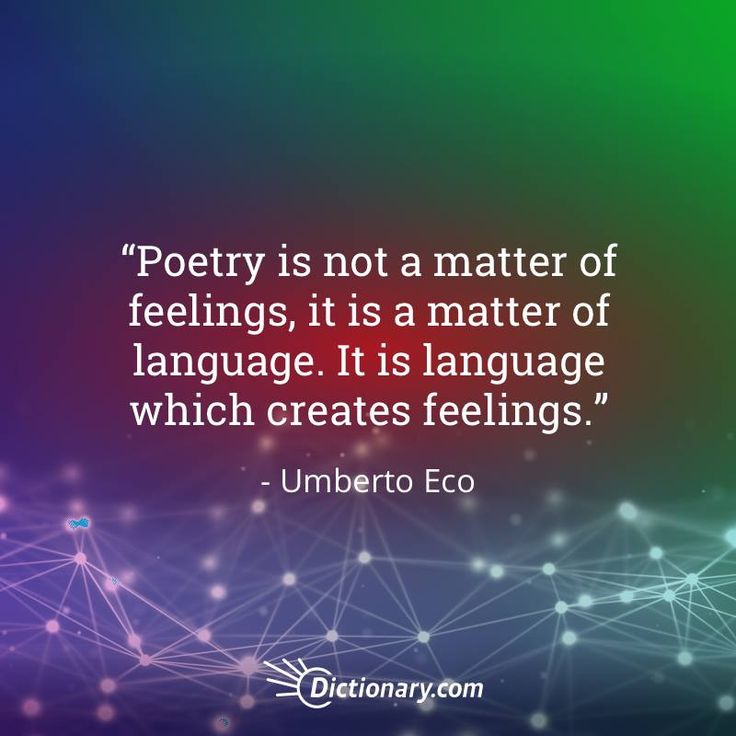 “Poetry is not a matter of
feelings, it is a matter of
language. It is language
which creates feelings.”
- Umberto Eco
Dictionary.com